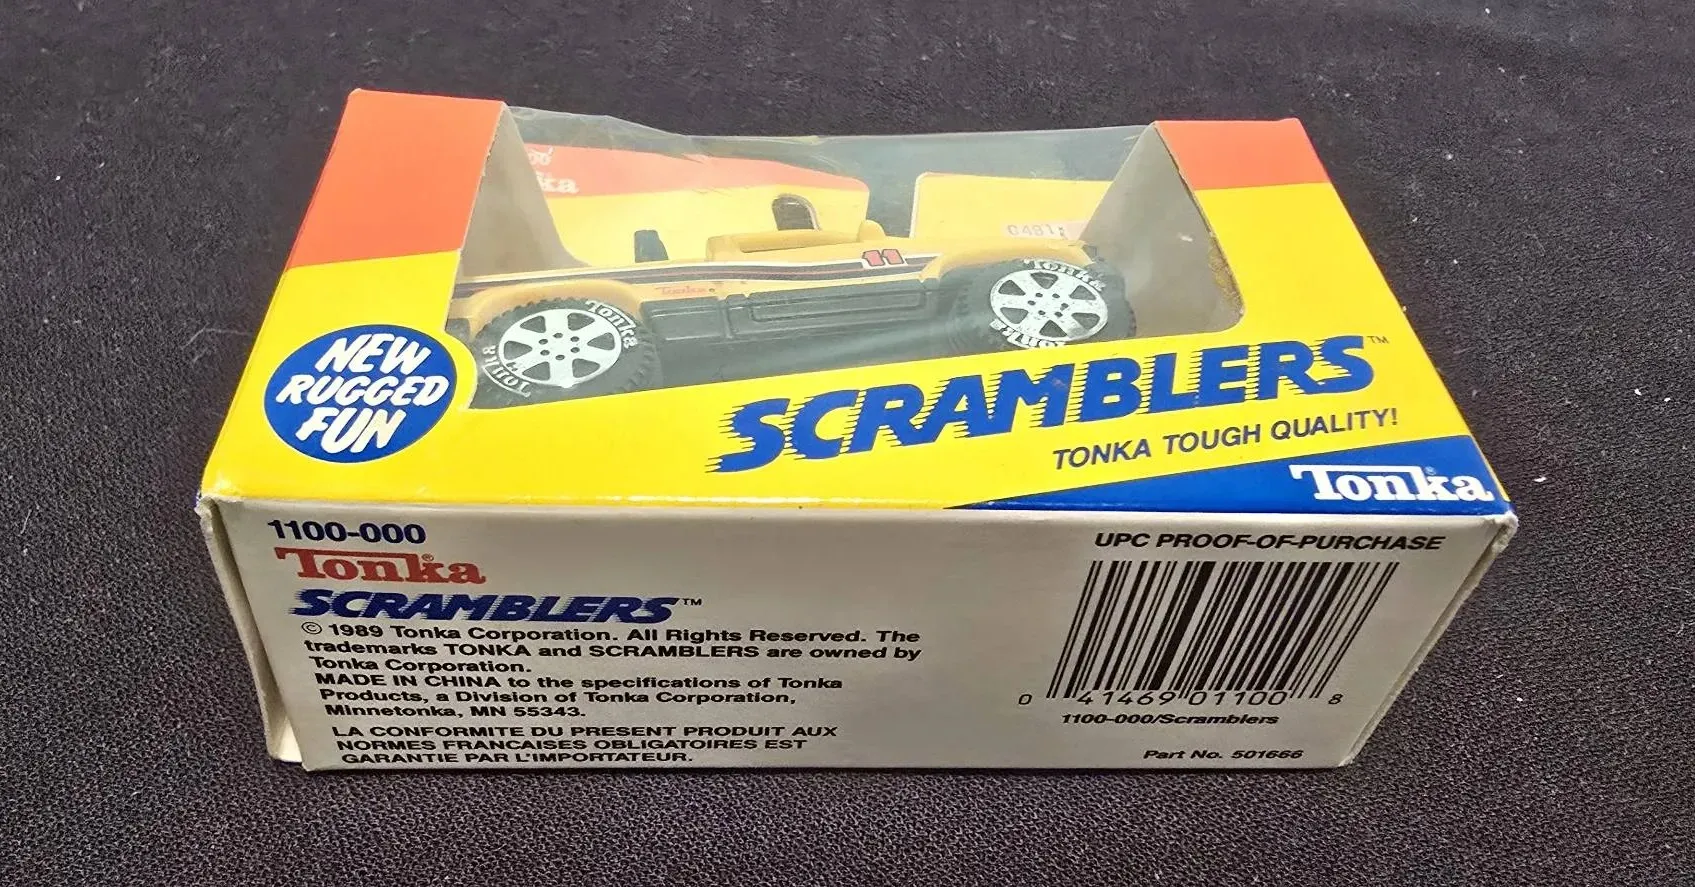 NEW
RUGGED
FUN
11
Tonka
Tonka
Tonka
Tonka
SCRAMBLERS™
TONKA TOUGH QUALITY!
Tonka®
1100-000
Tonka®
SCRAMBLERS™
© 1989 Tonka Corporation. All Rights Reserved. The
trademarks TONKA and SCRAMBLERS are owned by
Tonka Corporation.
MADE IN CHINA to the specifications of Tonka
Products, a Division of Tonka Corporation,
Minnetonka, MN 55343.
LA CONFORMITE DU PRESENT PRODUIT AUX
NORMES FRANCAISES OBLIGATOIRES EST
GARANTIE PAR L'IMPORTATEUR.
UPC PROOF-OF-PURCHASE
0 41469 01100 8
1100-000/Scramblers
Part No. 501666